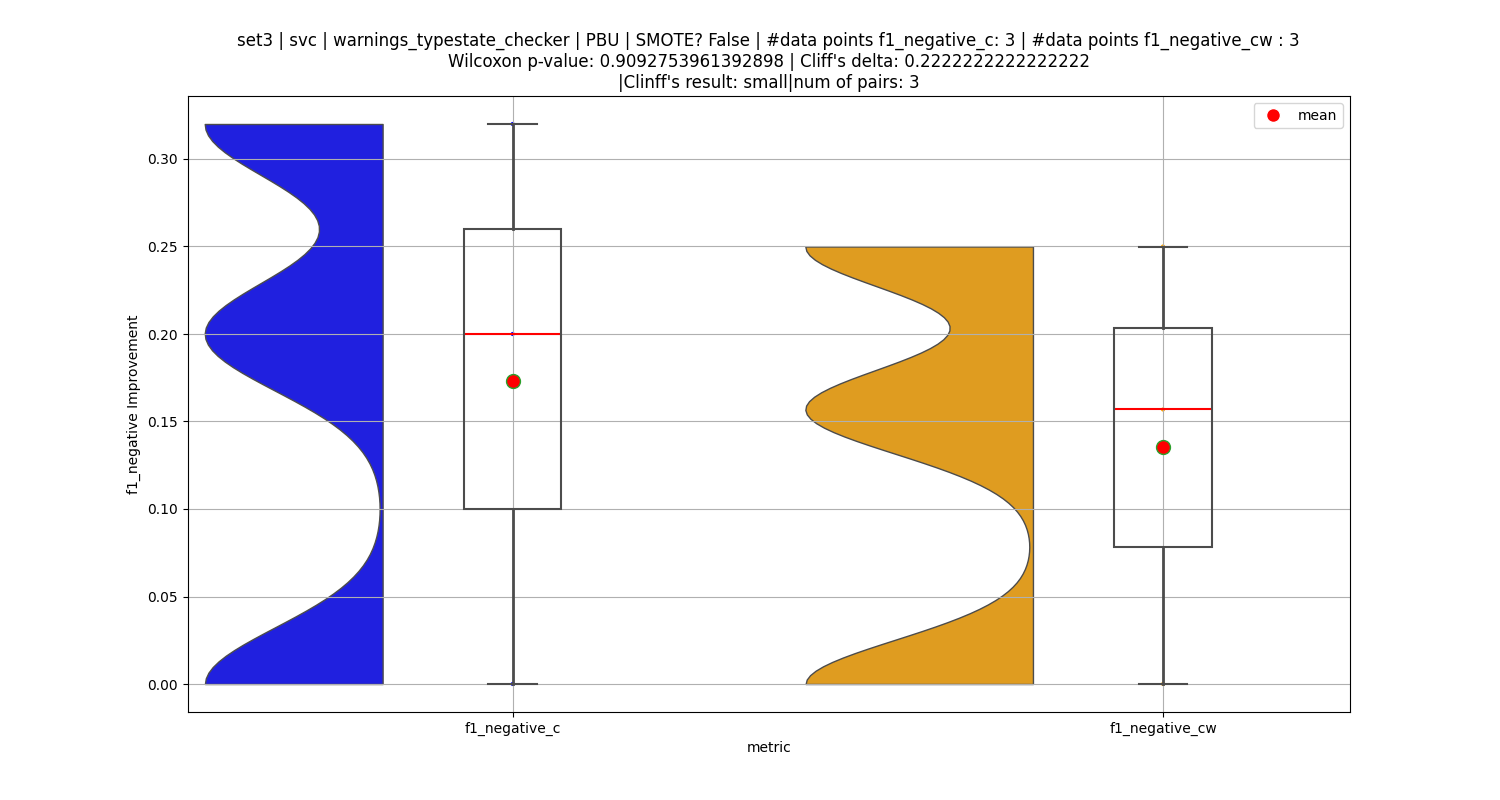 set3 | svc | warnings_typestate_checker | PBU | SMOTE? False | #data points f1_negative_c: 3 | #data points f1_negative_cw : 3
Wilcoxon p-value: 0.9092753961392898 | Cliff's delta: 0.2222222222222222
|Clinff's result: small|num of pairs: 3
mean
0.30
0.25
0.20
0.15
0.10
0.05
0.00
f1_negative Improvement
f1_negative_c
f1_negative_cw
metric